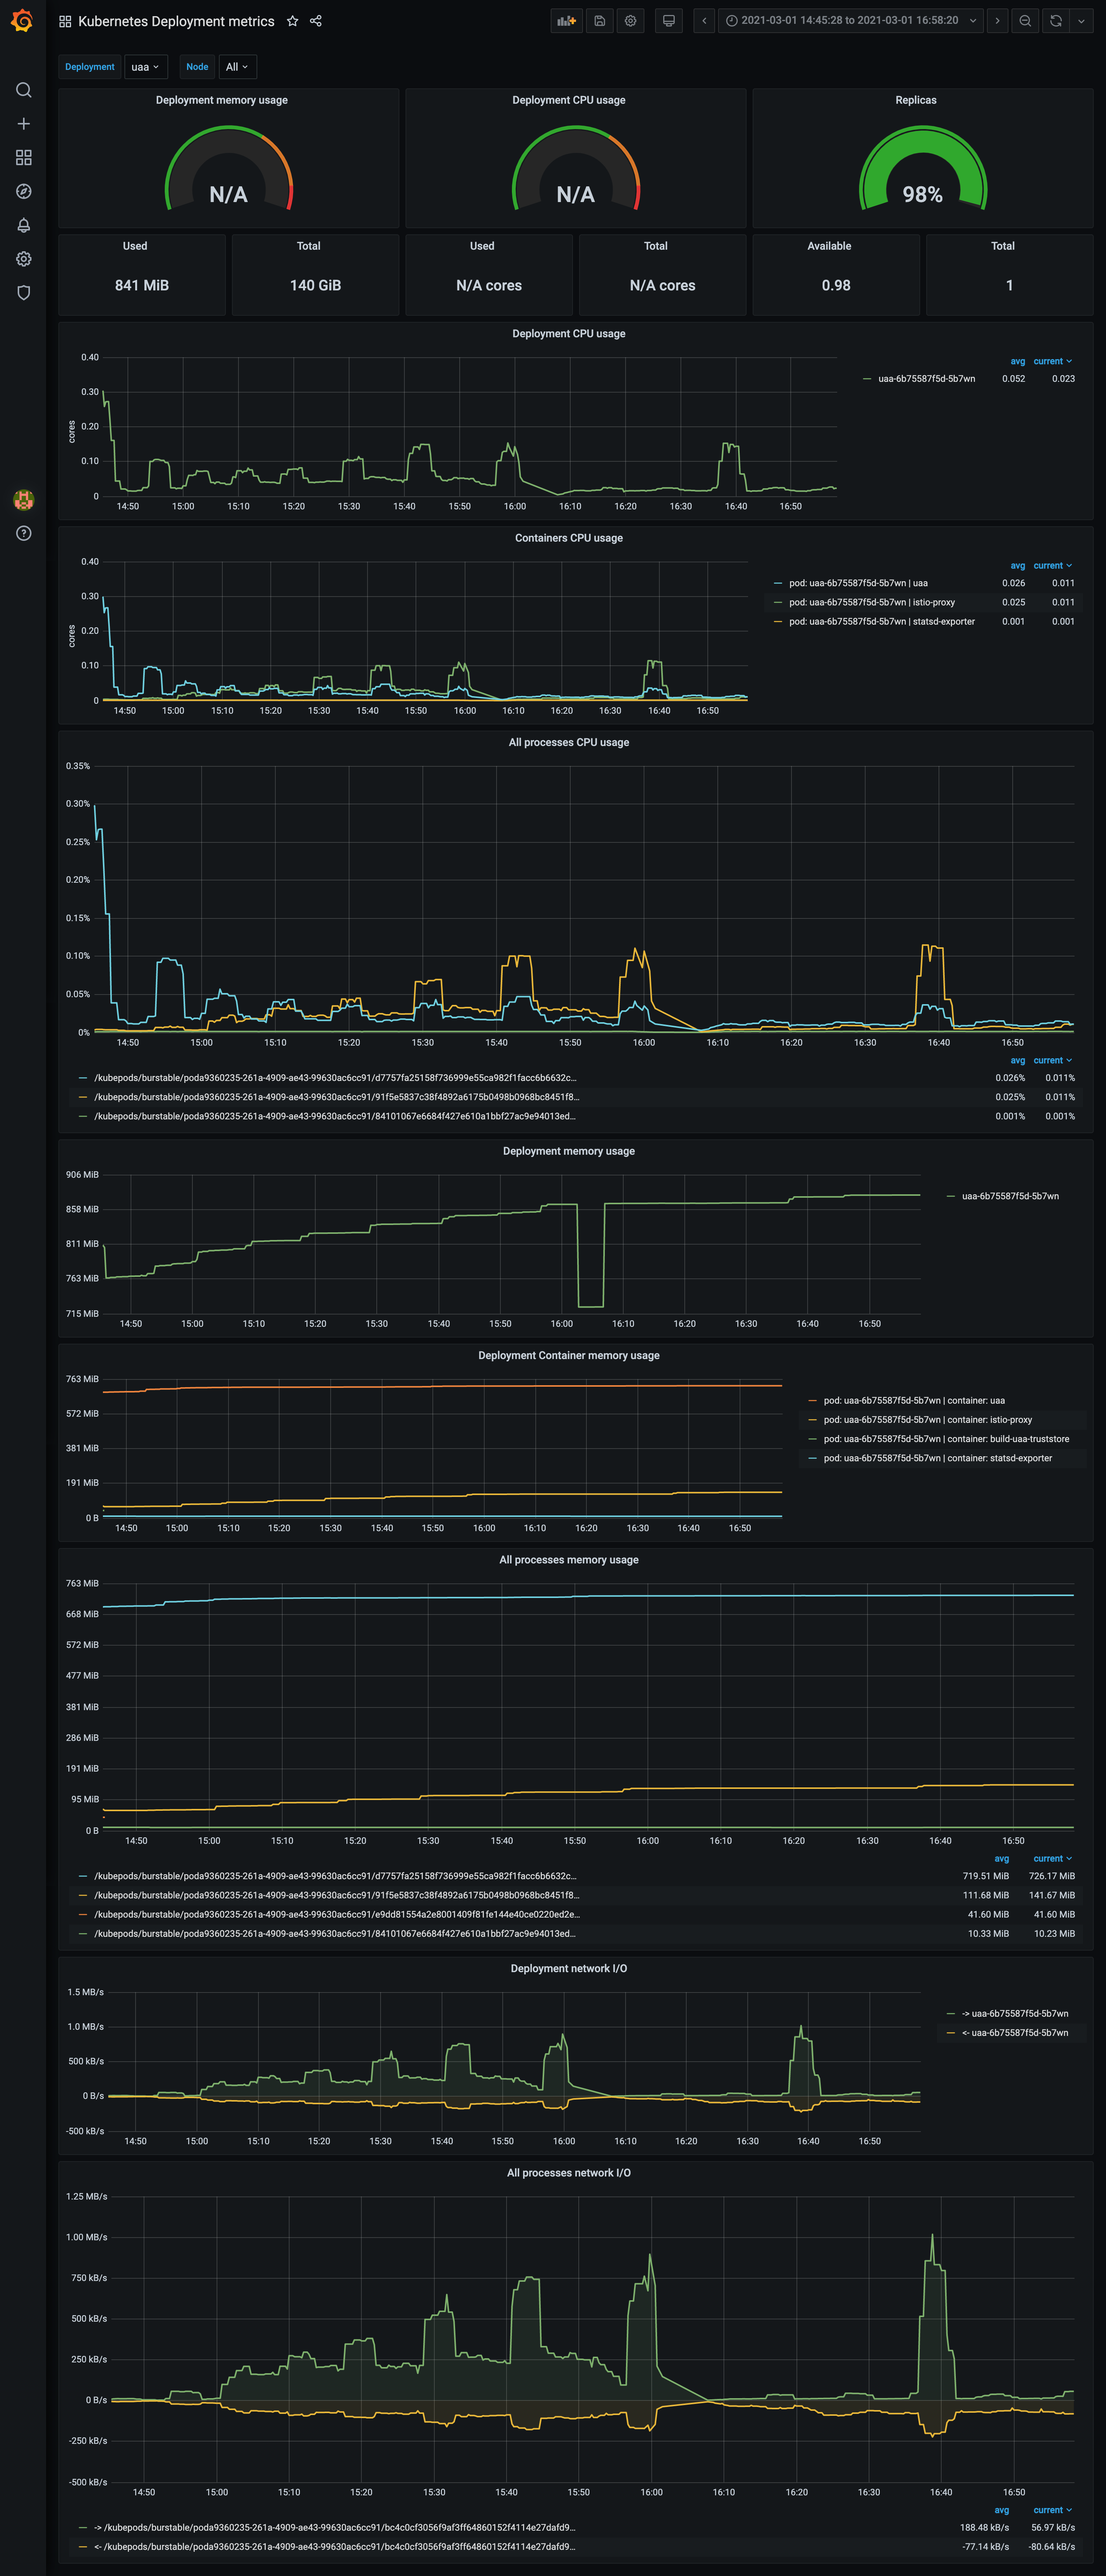 Kubernetes Deployment metrics
2021-03-01 14:45:28 to 2021-03-01 16:58:20
Deployment uaa Node All
Deployment memory usage
N/A
Deployment CPU usage
N/A
Replicas
98%
Used
841 MiB
Total
140 GiB
Used
N/A cores
Total
N/A cores
Available
0.98
Total
1
Deployment CPU usage
0.40
0.30
0.20
0.10
0
cores
14:50 15:00 15:10 15:20 15:30 15:40 15:50 16:00 16:10 16:20 16:30 16:40 16:50
avg current
uaa-6b75587f5d-5b7wn 0.052 0.023
Containers CPU usage
0.40
0.30
0.20
0.10
0
cores
14:50 15:00 15:10 15:20 15:30 15:40 15:50 16:00 16:10 16:20 16:30 16:40 16:50
avg current
pod: uaa-6b75587f5d-5b7wn | uaa 0.026 0.011
pod: uaa-6b75587f5d-5b7wn | istio-proxy 0.025 0.011
pod: uaa-6b75587f5d-5b7wn | statsd-exporter 0.001 0.001
All processes CPU usage
0.35%
0.30%
0.25%
0.20%
0.15%
0.10%
0.05%
0%
14:50 15:00 15:10 15:20 15:30 15:40 15:50 16:00 16:10 16:20 16:30 16:40 16:50
avg current
/kubepods/burstable/poda9360235-261a-4909-ae43-99630ac6cc91/d7757fa25158f736999e55ca982f1facc6b6632c... 0.026% 0.011%
/kubepods/burstable/poda9360235-261a-4909-ae43-99630ac6cc91/91f5e5837c38f4892a6175b0498b0968bc8451f8... 0.025% 0.011%
/kubepods/burstable/poda9360235-261a-4909-ae43-99630ac6cc91/84101067e6684f427e610a1bbf27ac9e94013ed... 0.001% 0.001%
Deployment memory usage
906 MiB
858 MiB
811 MiB
763 MiB
715 MiB
14:50 15:00 15:10 15:20 15:30 15:40 15:50 16:00 16:10 16:20 16:30 16:40 16:50
uaa-6b75587f5d-5b7wn
Deployment Container memory usage
763 MiB
572 MiB
381 MiB
191 MiB
0 B
14:50 15:00 15:10 15:20 15:30 15:40 15:50 16:00 16:10 16:20 16:30 16:40 16:50
pod: uaa-6b75587f5d-5b7wn | container: uaa
pod: uaa-6b75587f5d-5b7wn | container: istio-proxy
pod: uaa-6b75587f5d-5b7wn | container: build-uaa-truststore
pod: uaa-6b75587f5d-5b7wn | container: statsd-exporter
All processes memory usage
763 MiB
668 MiB
572 MiB
477 MiB
381 MiB
286 MiB
191 MiB
95 MiB
0 B
14:50 15:00 15:10 15:20 15:30 15:40 15:50 16:00 16:10 16:20 16:30 16:40 16:50
avg current
/kubepods/burstable/poda9360235-261a-4909-ae43-99630ac6cc91/d7757fa25158f736999e55ca982f1facc6b6632c... 719.51 MiB 726.17 MiB
/kubepods/burstable/poda9360235-261a-4909-ae43-99630ac6cc91/91f5e5837c38f4892a6175b0498b0968bc8451f8... 111.68 MiB 141.67 MiB
/kubepods/burstable/poda9360235-261a-4909-ae43-99630ac6cc91/e9dd81554a2e8001409f81fe144e40ce0220ed2e... 41.60 MiB 41.60 MiB
/kubepods/burstable/poda9360235-261a-4909-ae43-99630ac6cc91/84101067e6684f427e610a1bbf27ac9e94013ed... 10.33 MiB 10.23 MiB
Deployment network I/O
1.5 MB/s
1.0 MB/s
500 kB/s
0 B/s
-500 kB/s
14:50 15:00 15:10 15:20 15:30 15:40 15:50 16:00 16:10 16:20 16:30 16:40 16:50
-> uaa-6b75587f5d-5b7wn
<- uaa-6b75587f5d-5b7wn
All processes network I/O
1.25 MB/s
1.00 MB/s
750 kB/s
500 kB/s
250 kB/s
0 B/s
-250 kB/s
-500 kB/s
14:50 15:00 15:10 15:20 15:30 15:40 15:50 16:00 16:10 16:20 16:30 16:40 16:50
avg current
-> /kubepods/burstable/poda9360235-261a-4909-ae43-99630ac6cc91/bc4c0cf3056f9af3ff64860152f4114e27dafd9... 188.48 kB/s 56.97 kB/s
<- /kubepods/burstable/poda9360235-261a-4909-ae43-99630ac6cc91/bc4c0cf3056f9af3ff64860152f4114e27dafd9... -77.14 kB/s -80.64 kB/s